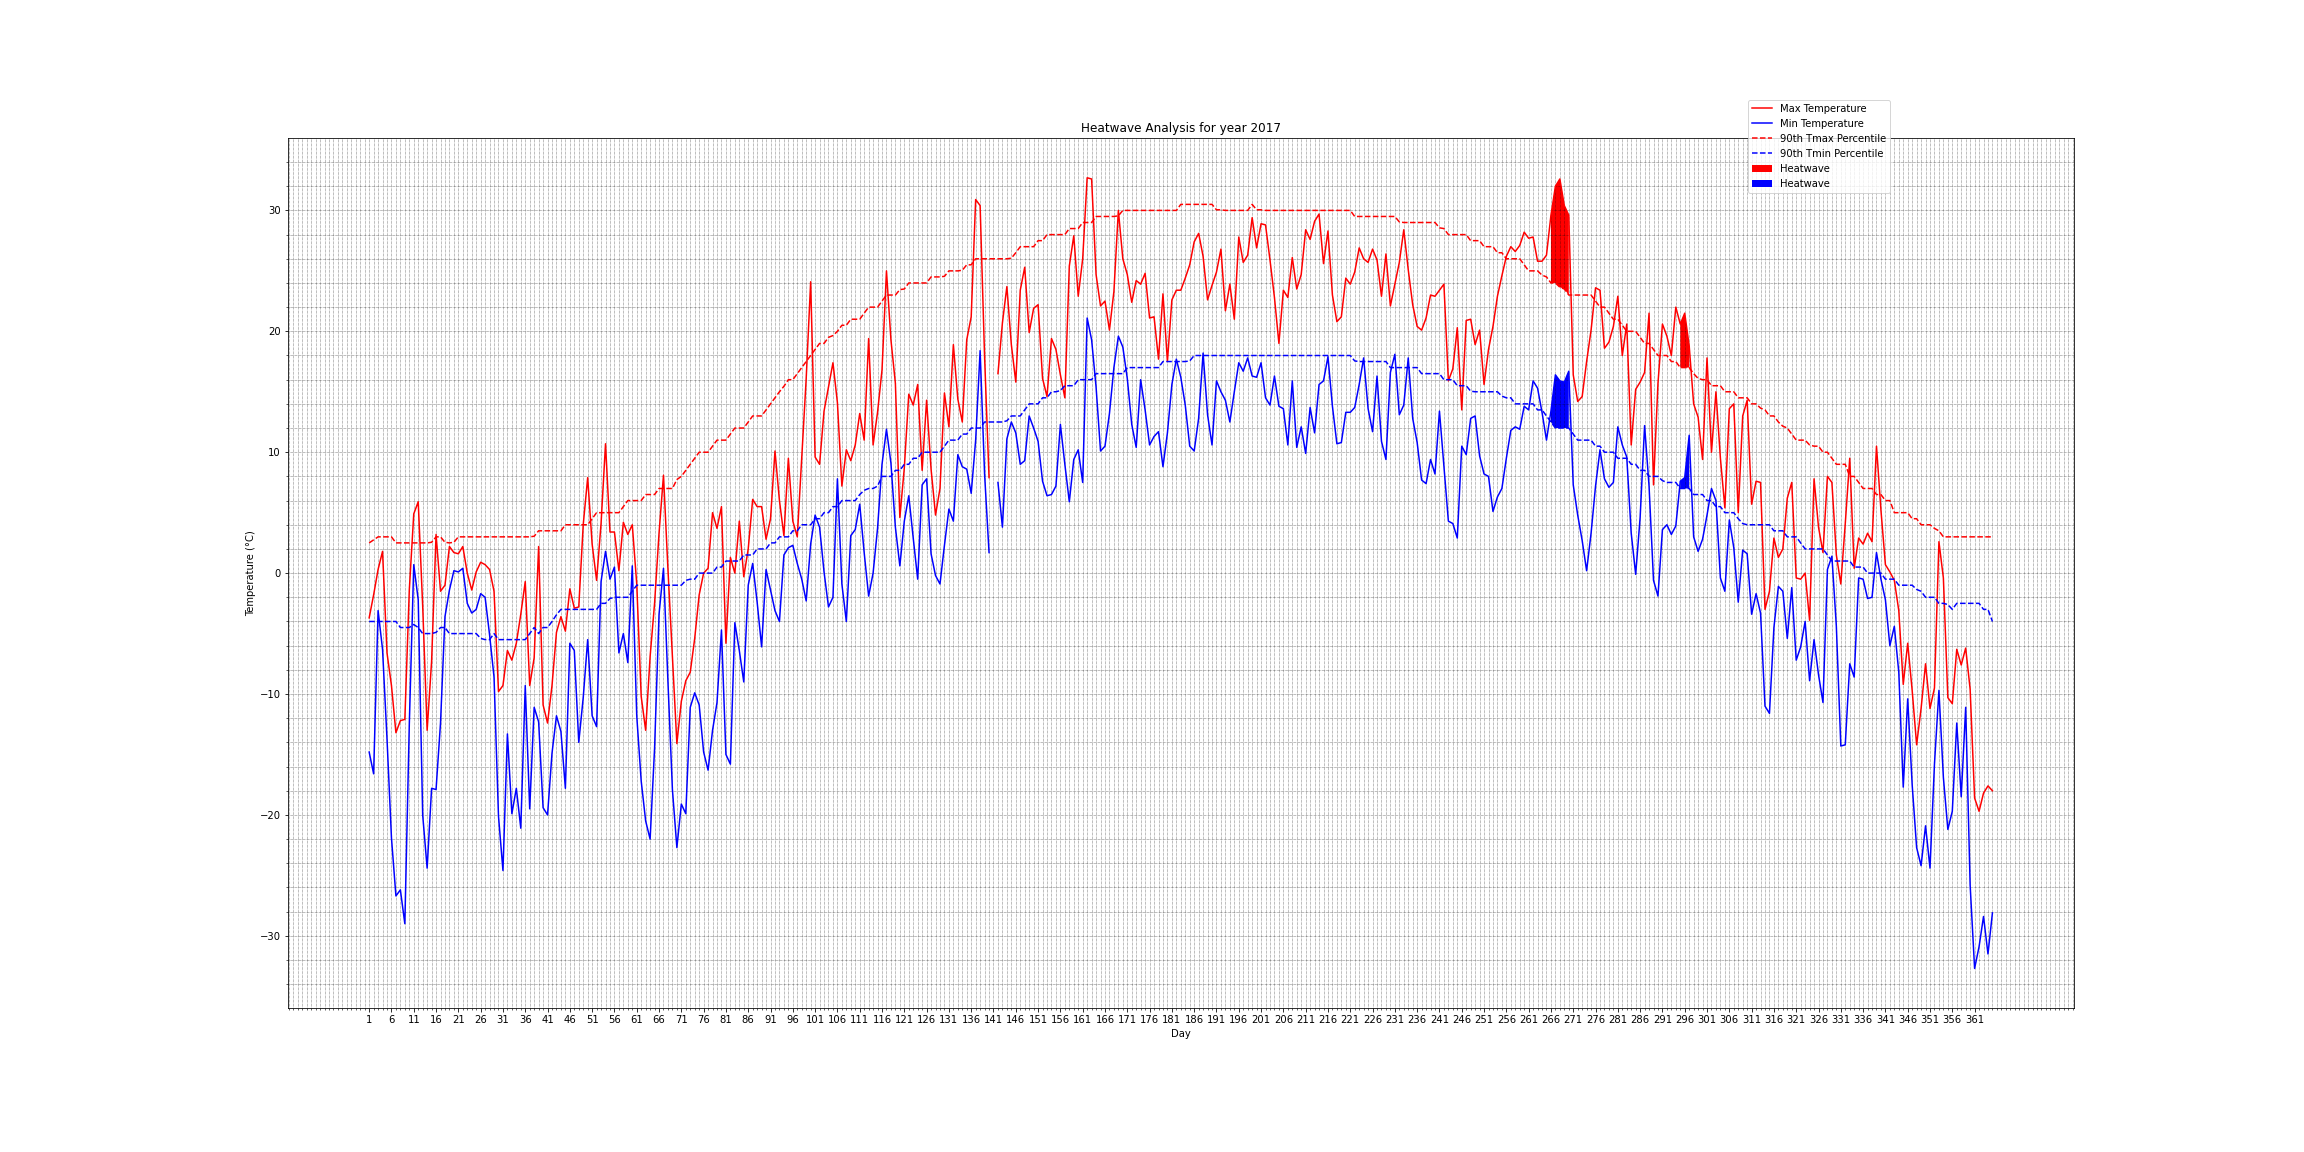 Heatwave Analysis for year 2017
Max Temperature
Min Temperature
90th Tmax Percentile
90th Tmin Percentile
Heatwave
Heatwave
Temperature (°C)
30
20
10
0
−10
−20
−30
1 6 11 16 21 26 31 36 41 46 51 56 61 66 71 76 81 86 91 96 101 106 111 116 121 126 131 136 141 146 151 156 161 166 171 176 181 186 191 196 201 206 211 216 221 226 231 236 241 246 251 256 261 266 271 276 281 286 291 296 301 306 311 316 321 326 331 336 341 346 351 356 361
Day